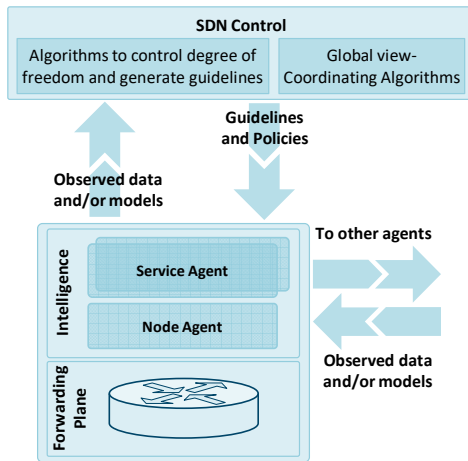 SDN Control
Algorithms to control degree of
freedom and generate guidelines
Global view-
Coordinating Algorithms
Guidelines
and Policies
Observed data
and/or models
To other agents
Intelligence
Service Agent
Node Agent
Observed data
and/or models
Forwarding
Plane